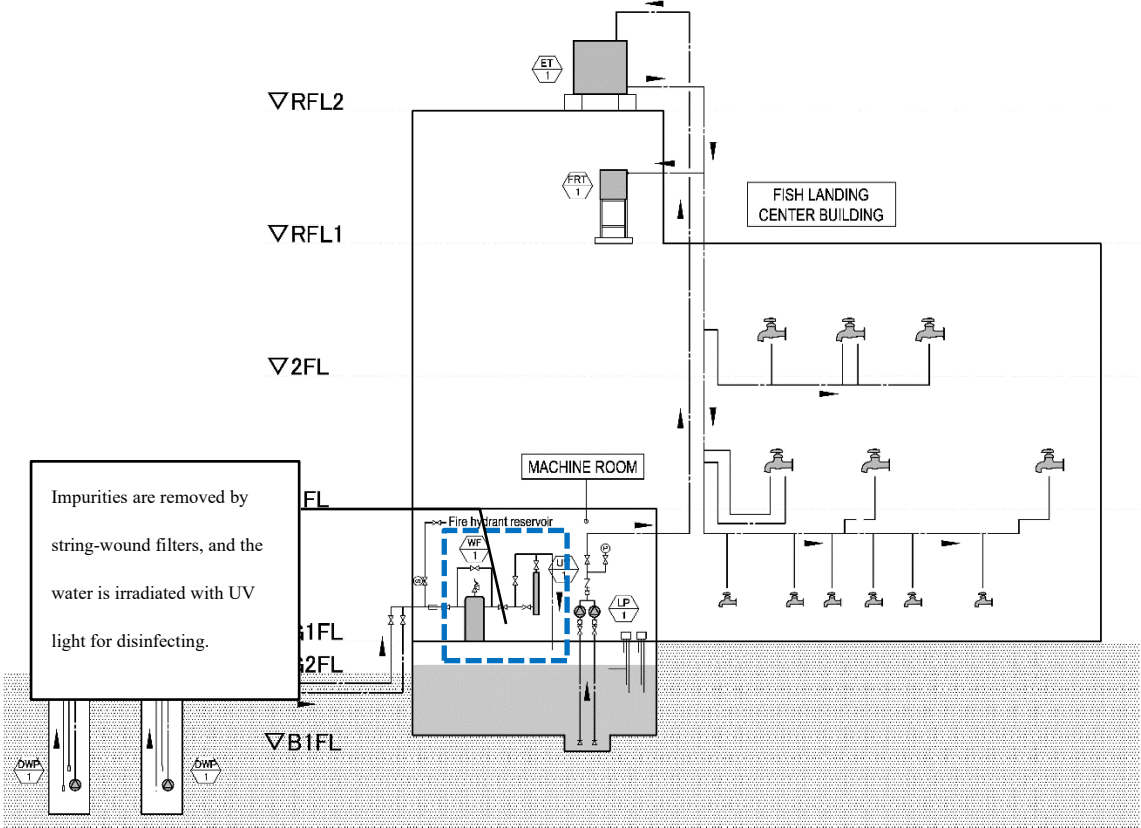 ET
1
▽RFL2
FRT
1
FISH LANDING
CENTER BUILDING
▽RFL1
▽2FL
MACHINE ROOM
Impurities are removed by
string-wound filters, and the
water is irradiated with UV
light for disinfecting.
FL
Fire hydrant reservoir
WF
1
P
U
1
S
LP
1
G1FL
G2FL
▽B1FL
DWP
1
DWP
1